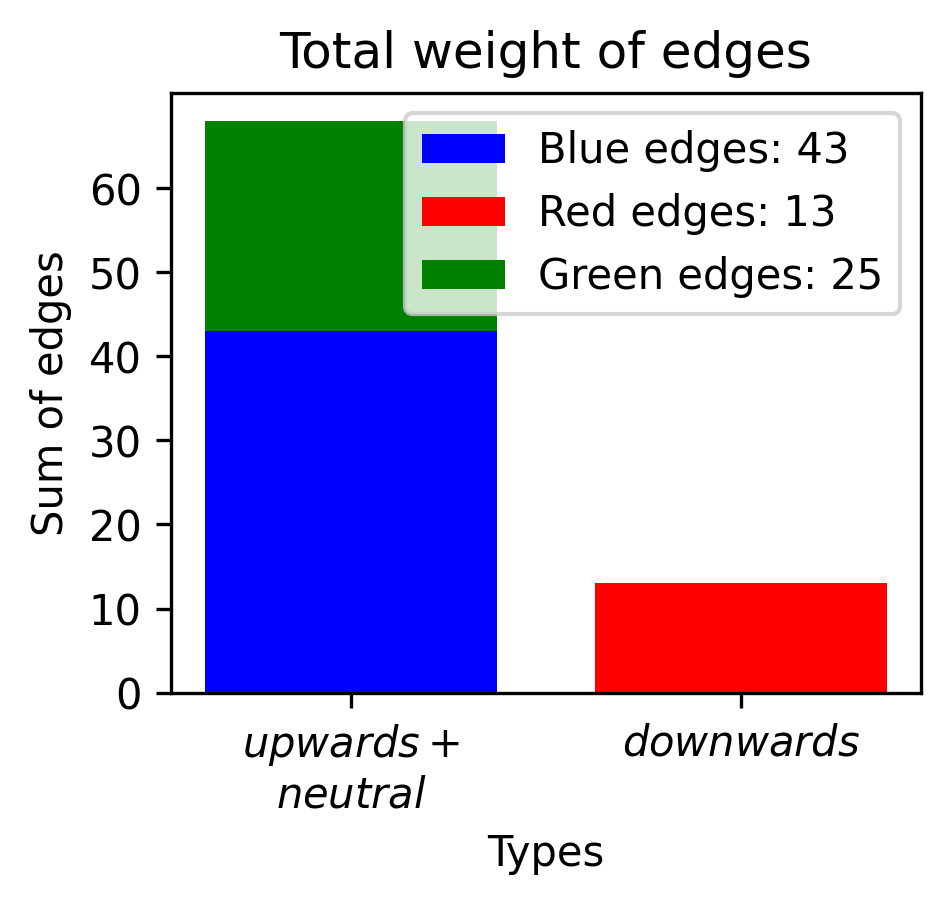 Total weight of edges
Blue edges: 43
Red edges: 13
Green edges: 25
Sum of edges
60
50
40
30
20
10
0
upwards +
neutral
downwards
Types